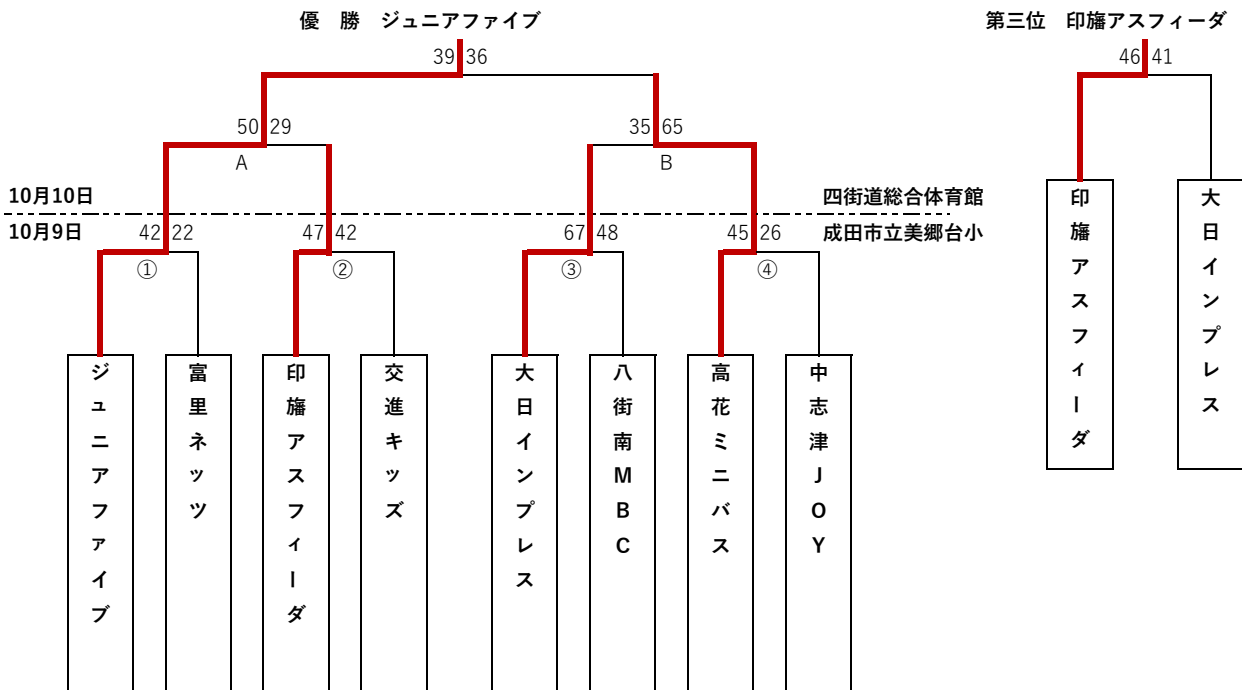 優　勝　ジュニアファイブ
第三位　印旛アスフィーダ
39 36
46 41
50 29
35 65
A
B
10月10日
四街道総合体育館
10月9日
成田市立美郷台小
42 22
47 42
67 48
45 26
①
②
③
④
ジュニアファイブ
富里ネッツ
印旛アスフィーダ
交進キッズ
大日インプレス
八街南MBC
高花ミニバス
中志津JOY
印旛アスフィーダ
大日インプレス